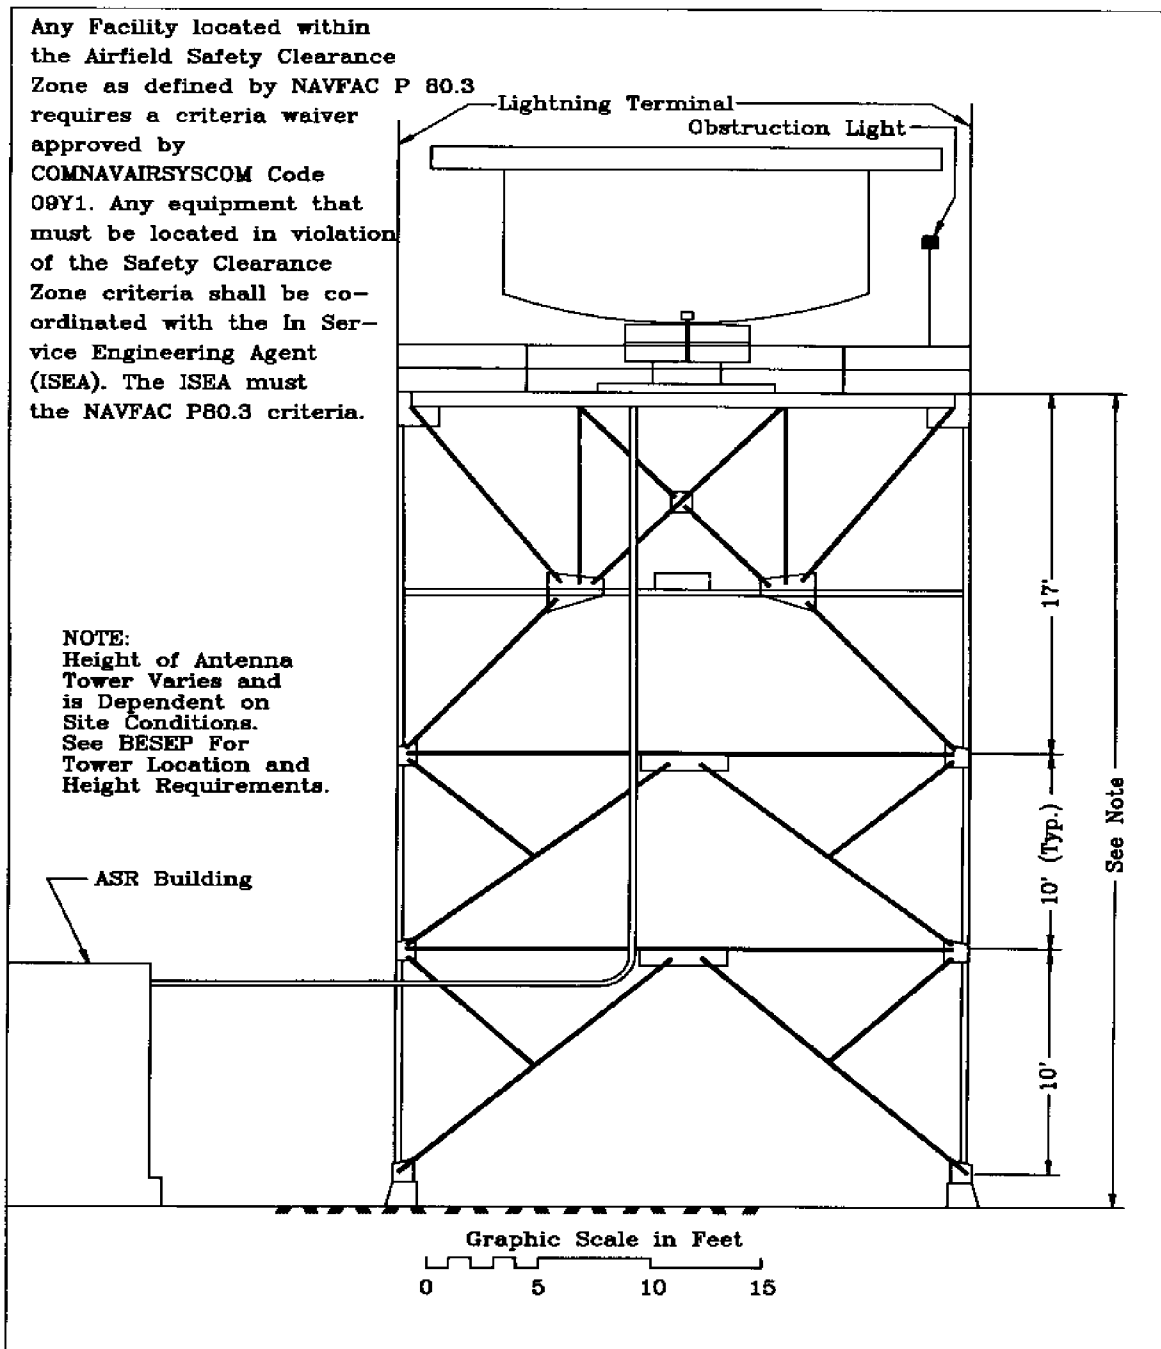 Any Facility located within
the Airfield Safety Clearance
Zone as defined by NAVFAC P 80.3
requires a criteria waiver
approved by
COMNAVAIRSYSCOM Code
09Y1. Any equipment that
must be located in violation
of the Safety Clearance
Zone criteria shall be co-
ordinated with the In Ser-
vice Engineering Agent
(ISEA). The ISEA must
the NAVFAC P80.3 criteria.
Lightning Terminal
Obstruction Light
NOTE:
Height of Antenna
Tower Varies and
is Dependent on
Site Conditions.
See BESEP For
Tower Location and
Height Requirements.
ASR Building
17'
10' (Typ.)
10'
See Note
Graphic Scale in Feet
0 5 10 15